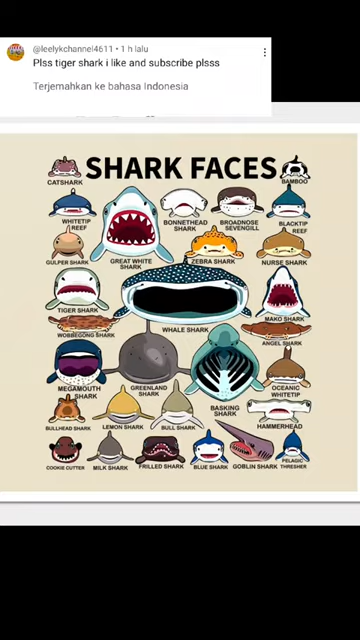 @leelykchannel4611 • 1 h lalu
Plss tiger shark i like and subscribe plsss
Terjemahkan ke bahasa Indonesia
SHARK FACES
CATSHARK
BAMBOO
WHITETIP
REEF
GREAT WHITE
SHARK
BONNETHEAD
SHARK
BROADNOSE
SEVENGILL
BLACKTIP
REEF
GULPER SHARK
ZEBRA SHARK
NURSE SHARK
TIGER SHARK
WHALE SHARK
MAKO SHARK
WOBBEGONG SHARK
ANGEL SHARK
MEGAMOUTH
SHARK
GREENLAND
SHARK
BASKING
SHARK
OCEANIC
WHITETIP
BULLHEAD SHARK
LEMON SHARK
BULL SHARK
HAMMERHEAD
COOKIE CUTTER
MILK SHARK
FRILLED SHARK
BLUE SHARK
GOBLIN SHARK
PELAGIC
THRESHER